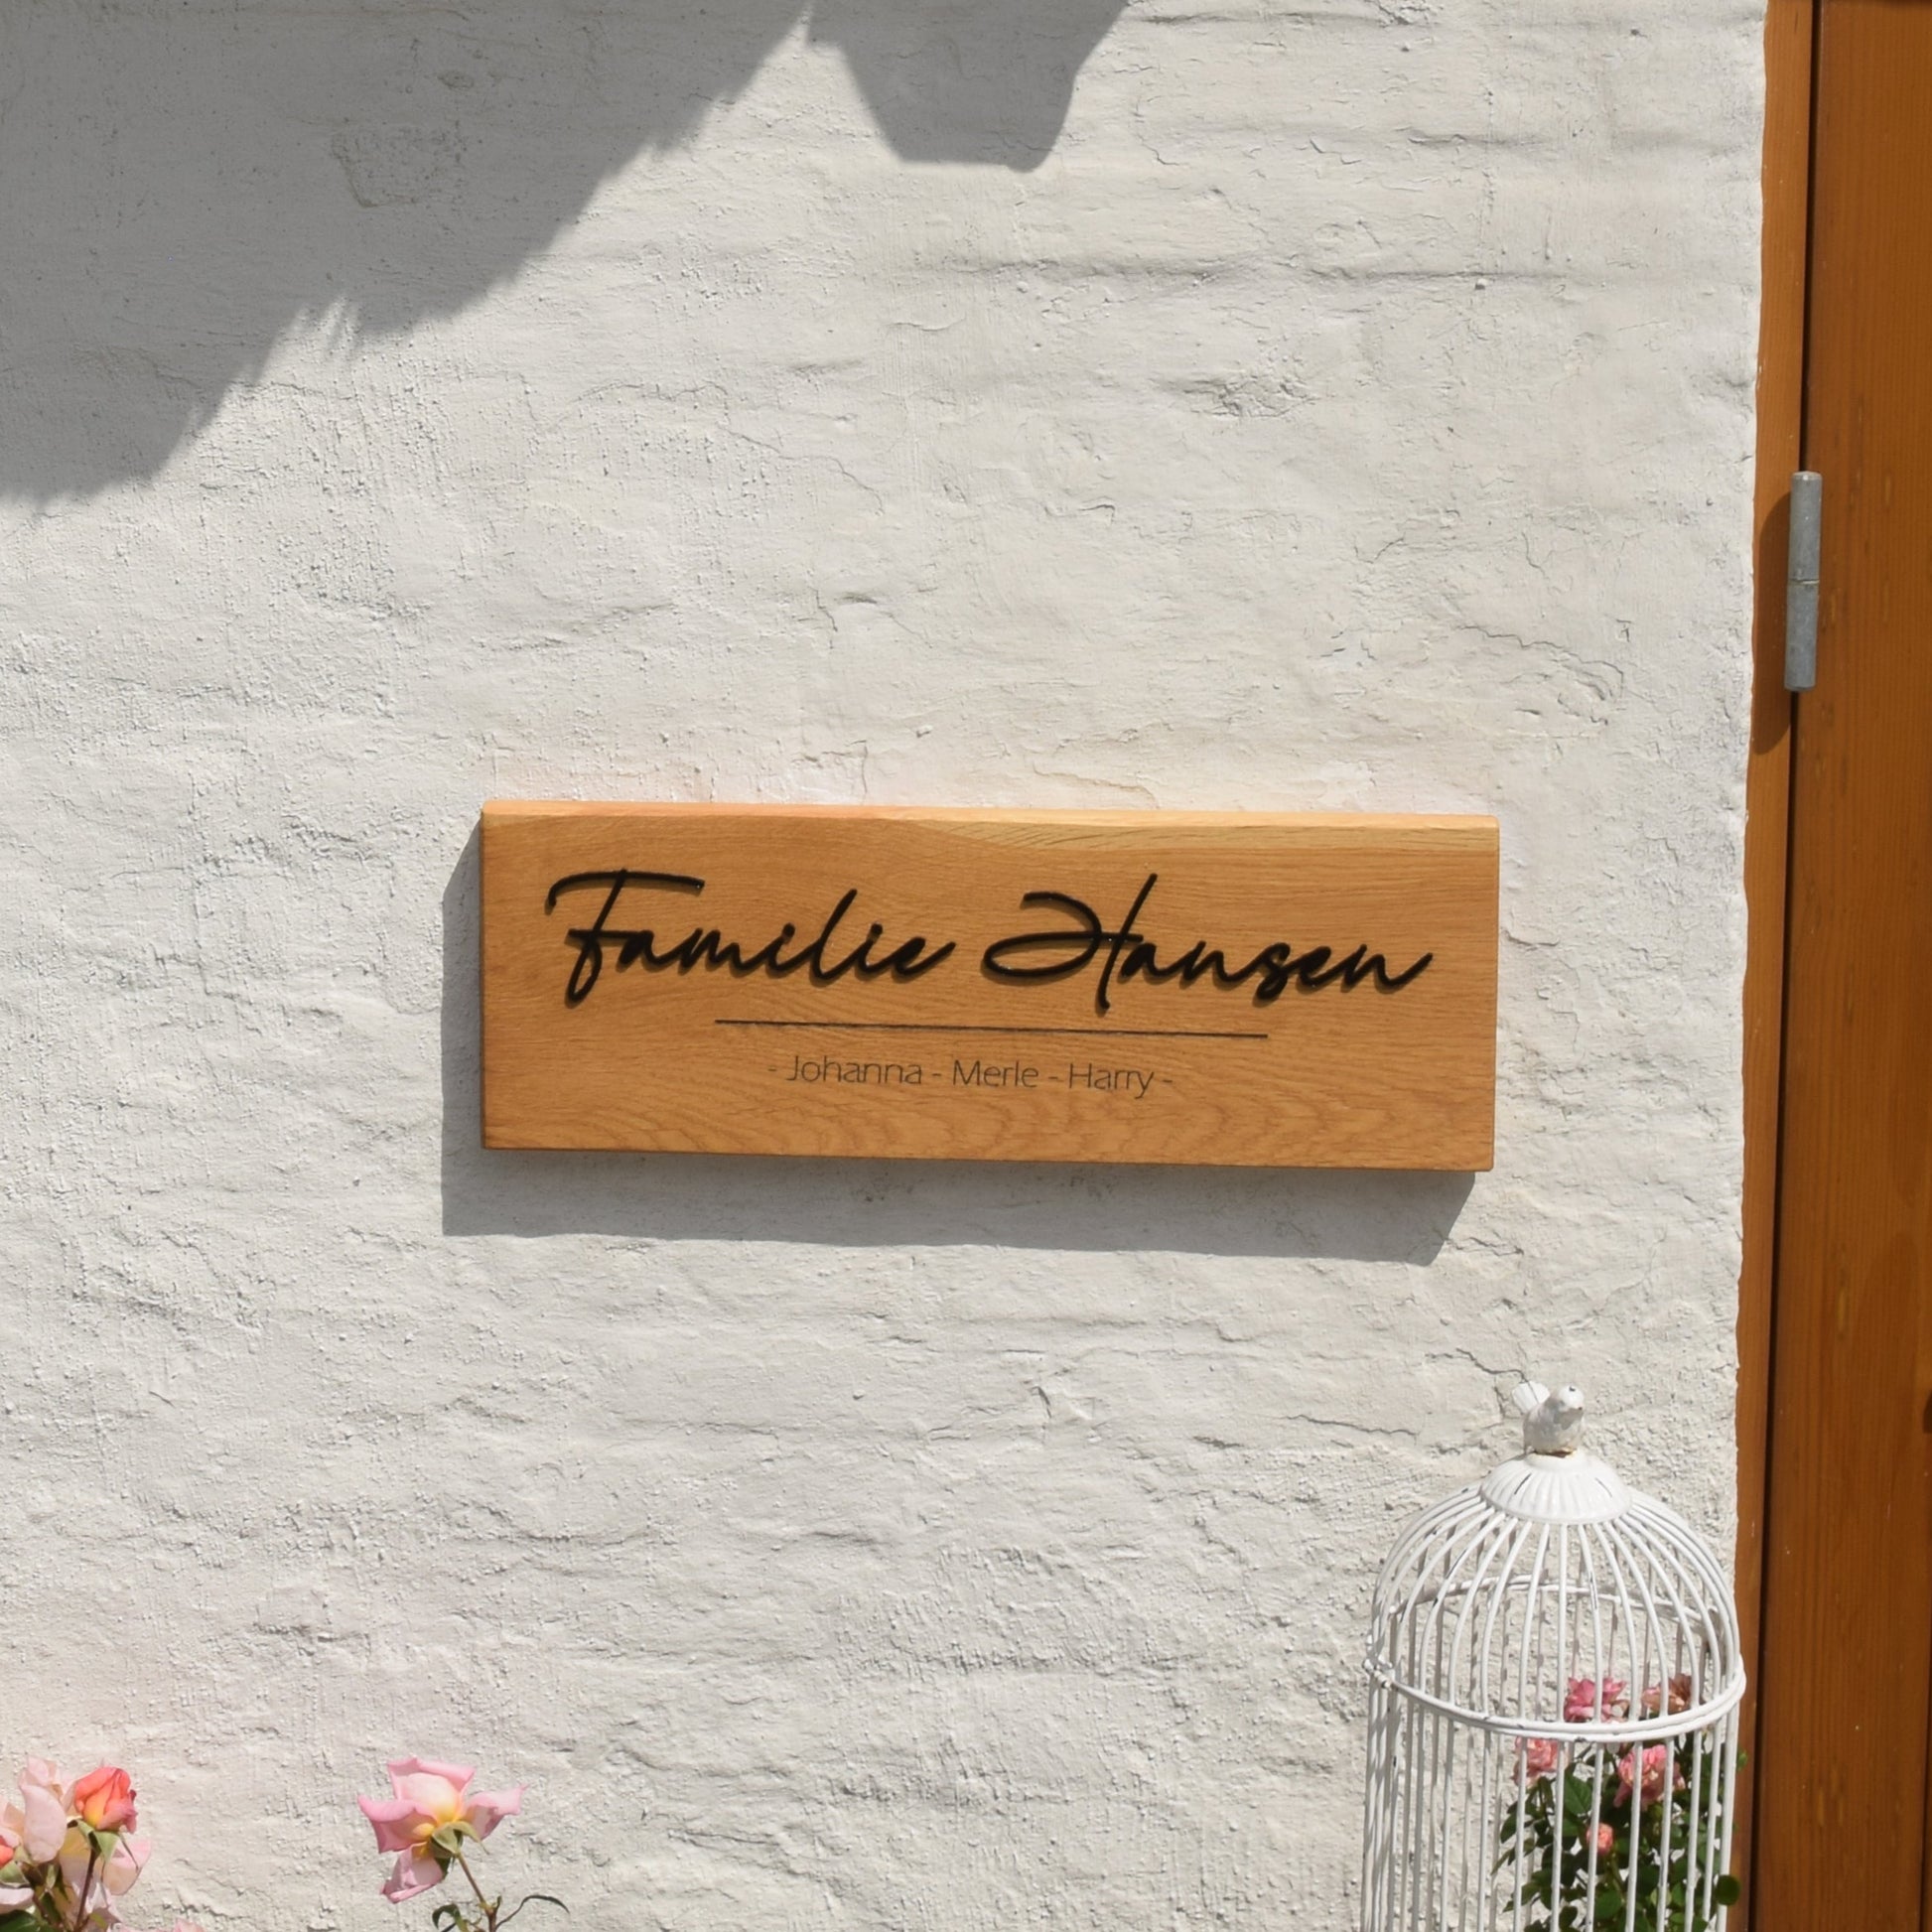 Familie Hansen
- Johanna - Merle - Harry -